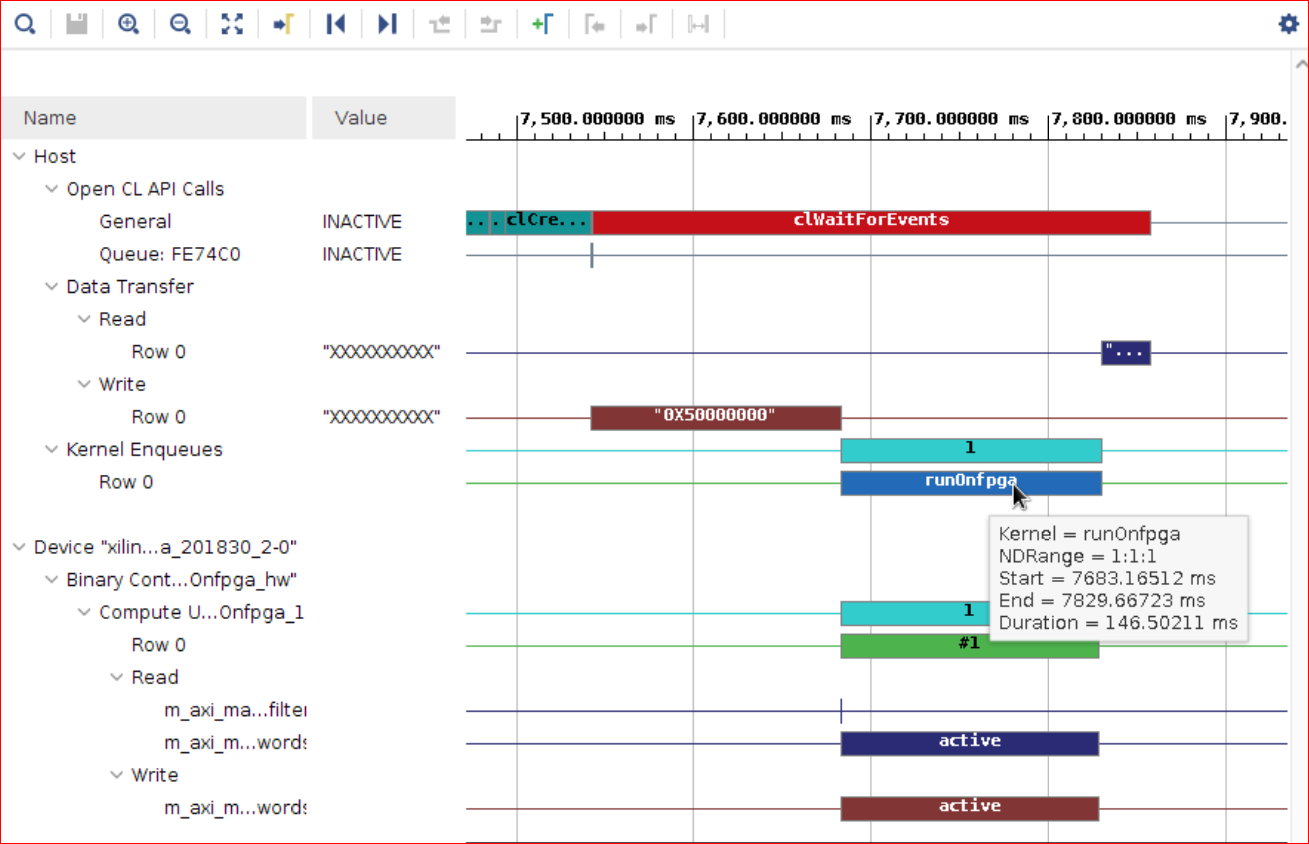 Name Value 7,500.000000 ms 7,600.000000 ms 7,700.000000 ms 7,800.000000 ms 7,900.
Host
Open CL API Calls
General INACTIVE ... clCre... clWaitForEvents
Queue: FE74C0 INACTIVE
Data Transfer
Read
Row 0 "XXXXXXXXXX" "...
Write
Row 0 "XXXXXXXXXX" "0X50000000"
Kernel Enqueues 1
Row 0 runOnfpga
Kernel = runOnfpga
NDRange = 1:1:1
Start = 7683.16512 ms
End = 7829.66723 ms
Duration = 146.50211 ms
Device "xilin...a_201830_2-0"
Binary Cont...Onfpga_hw"
Compute U...Onfpga_1 1
Row 0 #1
Read
m_axi_ma...filter
m_axi_m...words active
Write
m_axi_m...words active